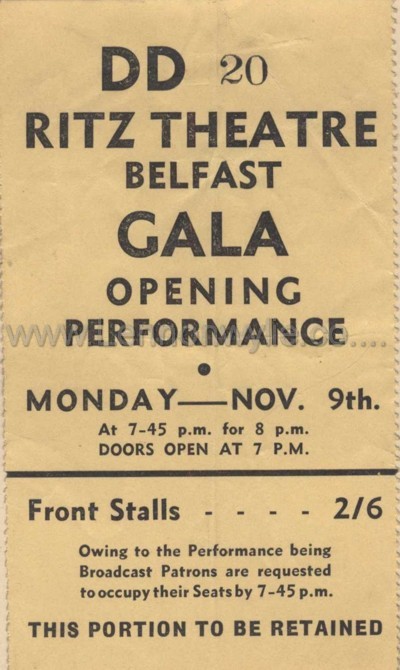 DD 20
RITZ THEATRE
BELFAST
GALA
OPENING
PERFORMANCE
MONDAY—NOV. 9th.
At 7-45 p.m. for 8 p.m.
DOORS OPEN AT 7 P.M.
Front Stalls - - - - 2/6
Owing to the Performance being
Broadcast Patrons are requested
to occupy their Seats by 7-45 p.m.
THIS PORTION TO BE RETAINED